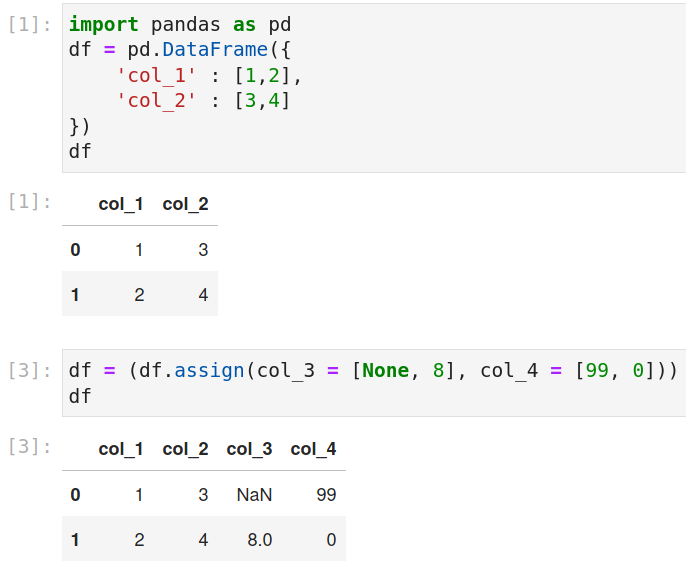 [1]: import pandas as pd
df = pd.DataFrame({
    'col_1' : [1,2],
    'col_2' : [3,4]
})
df
[1]: col_1 col_2
0 1 3
1 2 4
[3]: df = (df.assign(col_3 = [None, 8], col_4 = [99, 0]))
df
[3]: col_1 col_2 col_3 col_4
0 1 3 NaN 99
1 2 4 8.0 0